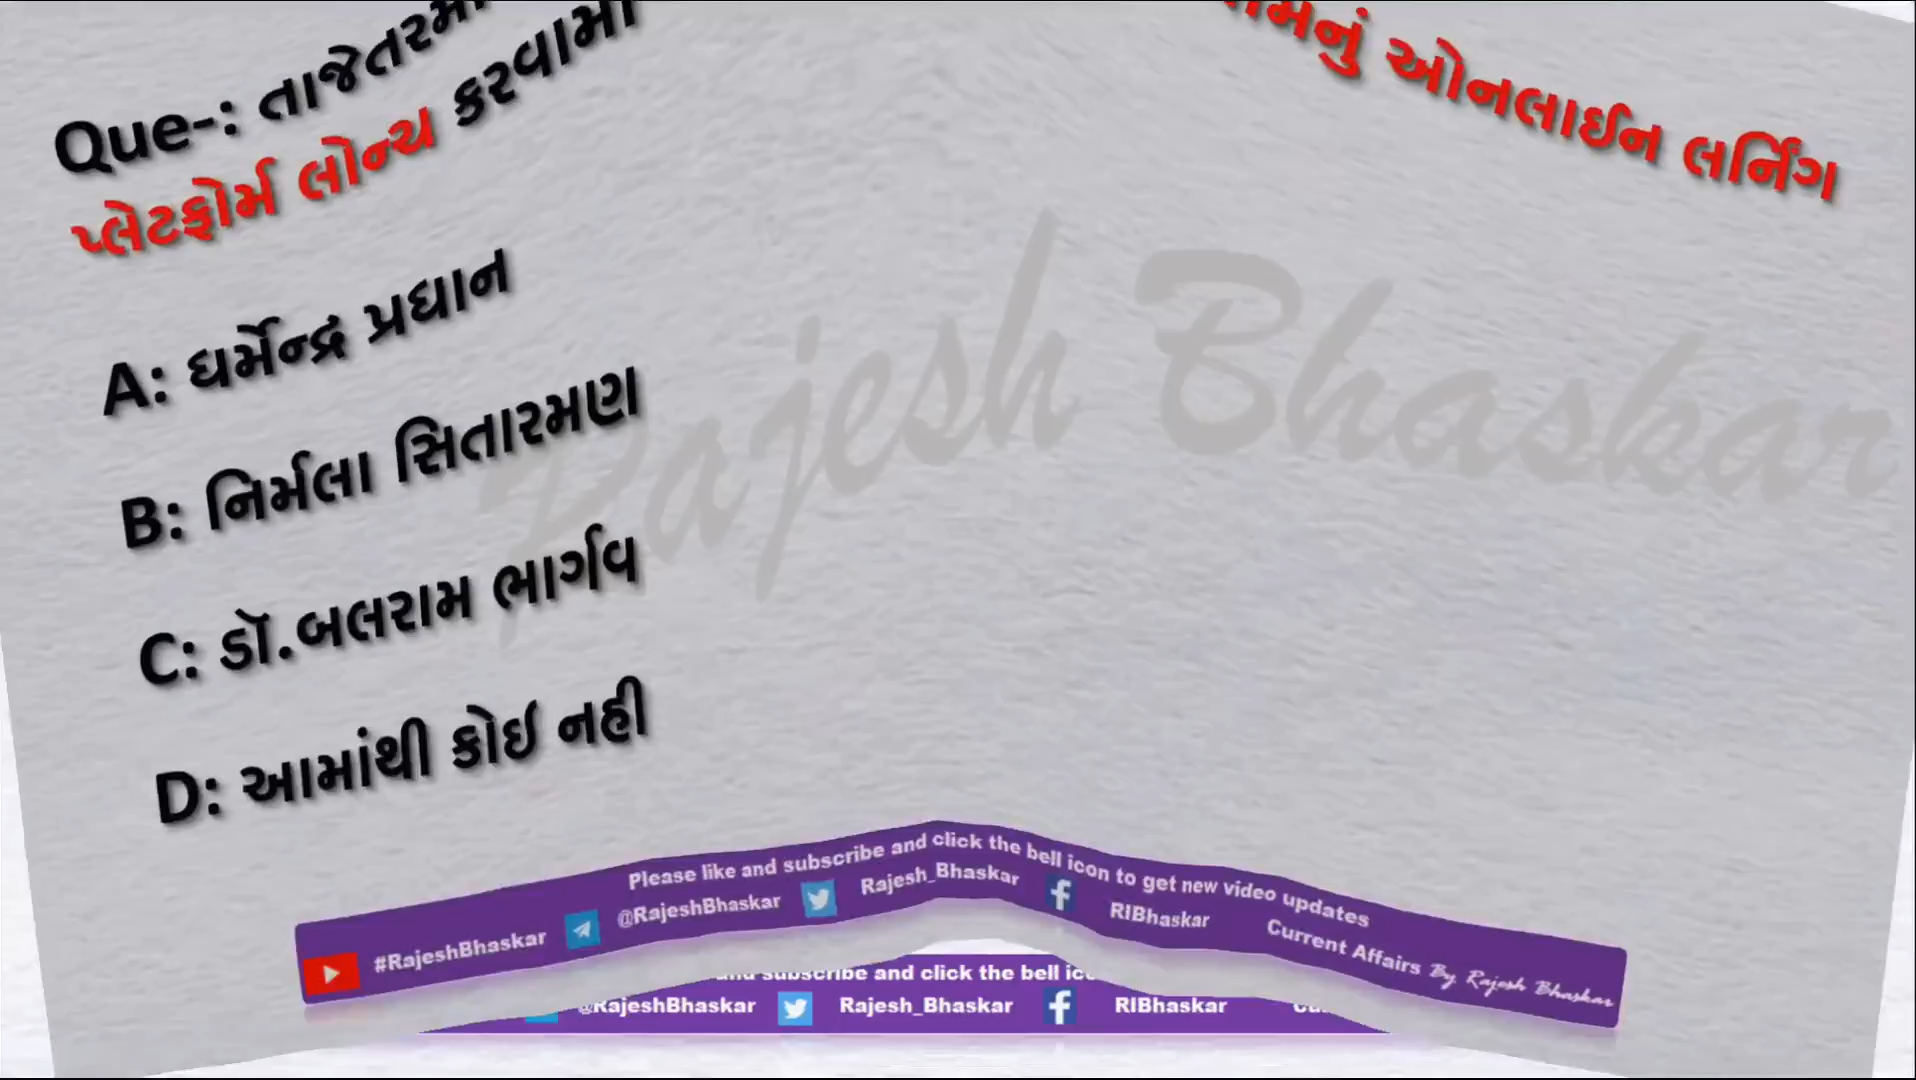 Que-: તાજેતરમાં
ઓનલાઈન લર્નિંગ
પ્લેટફોર્મ લોન્ચ કરવામાં
A: ધર્મેન્દ્ર પ્રધાન
B: નિર્મલા સિતારમણ
C: ડૉ.બલરામ ભાર્ગવ
D: આમાંથી કોઈ નહી
Rajesh Bhaskar
Please like and subscribe and click the bell icon to get new video updates
#RajeshBhaskar @RajeshBhaskar Rajesh_Bhaskar RIBhaskar Current Affairs By Rajesh Bhaskar
subscribe and click the bell
@RajeshBhaskar Rajesh_Bhaskar RIBhaskar